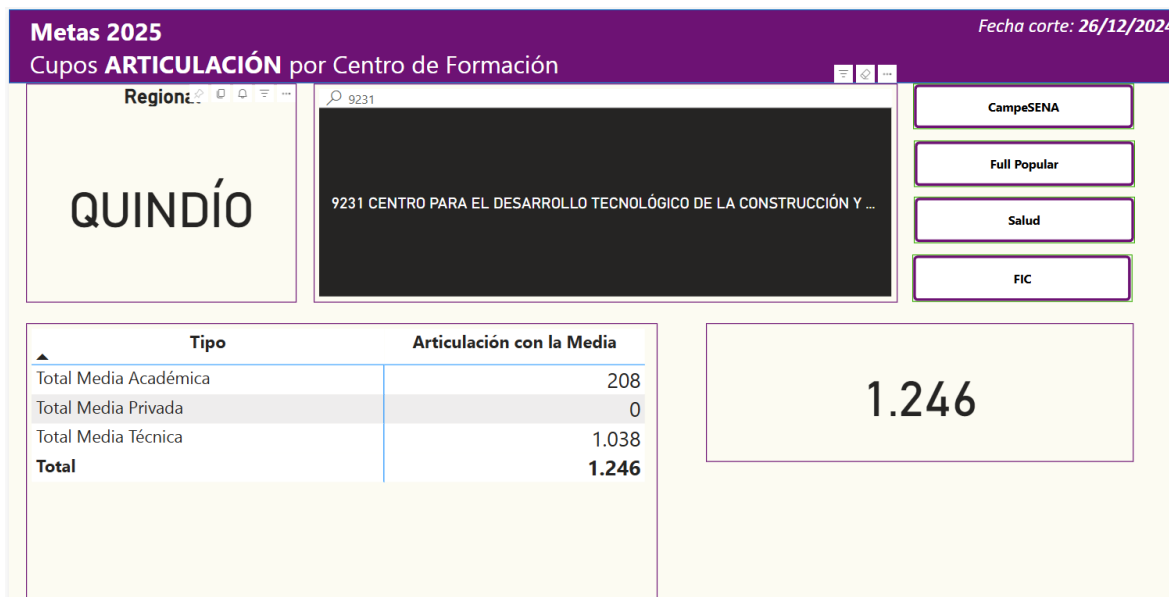 Metas 2025
Fecha corte: 26/12/2024
Cupos ARTICULACIÓN por Centro de Formación
Regional
9231
QUINDÍO
9231 CENTRO PARA EL DESARROLLO TECNOLÓGICO DE LA CONSTRUCCIÓN Y ...
CampeSENA
Full Popular
Salud
FIC
Tipo Articulación con la Media
Total Media Académica 208
Total Media Privada 0
Total Media Técnica 1.038
Total 1.246
1.246